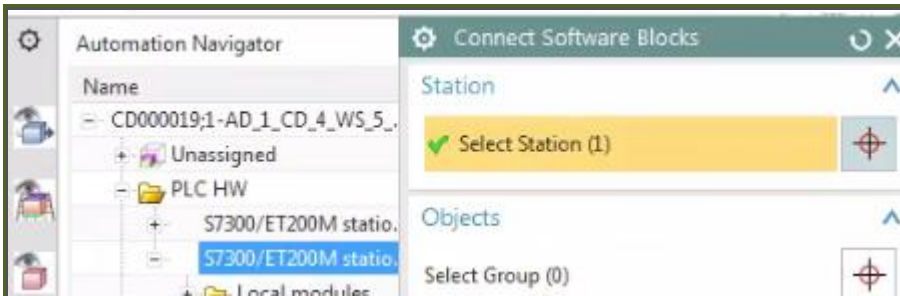 Automation Navigator
Name
CD000019;1-AD_1_CD_4_WS_5_.
Unassigned
PLC HW
S7300/ET200M statio.
S7300/ET200M statio.
Local modules
Connect Software Blocks
Station
Select Station (1)
Objects
Select Group (0)